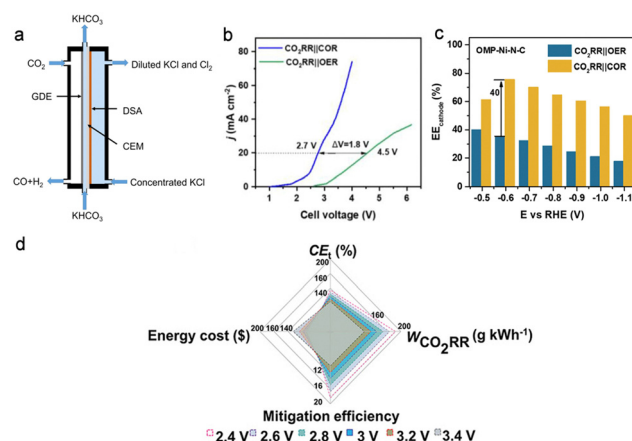 a
KHCO₃
CO₂
Diluted KCl and Cl₂
GDE
DSA
CEM
CO+H₂
Concentrated KCl
KHCO₃
b
CO₂RR||COR
CO₂RR||OER
j (mA cm⁻²)
100
80
60
40
20
0
2.7 V
ΔV=1.8 V
4.5 V
0 1 2 3 4 5 6
Cell voltage (V)
c
OMP-Ni-N-C
CO₂RR||OER
CO₂RR||COR
EEcathode (%)
100
80
60
40
20
0
40
-0.5 -0.6 -0.7 -0.8 -0.9 -1.0 -1.1
E vs RHE (V)
d
CEt (%)
200
160
140
Energy cost ($)
200 160 140
160
200
WCO₂RR (g kWh⁻¹)
12
16
20
Mitigation efficiency
2.4 V 2.6 V 2.8 V 3 V 3.2 V 3.4 V